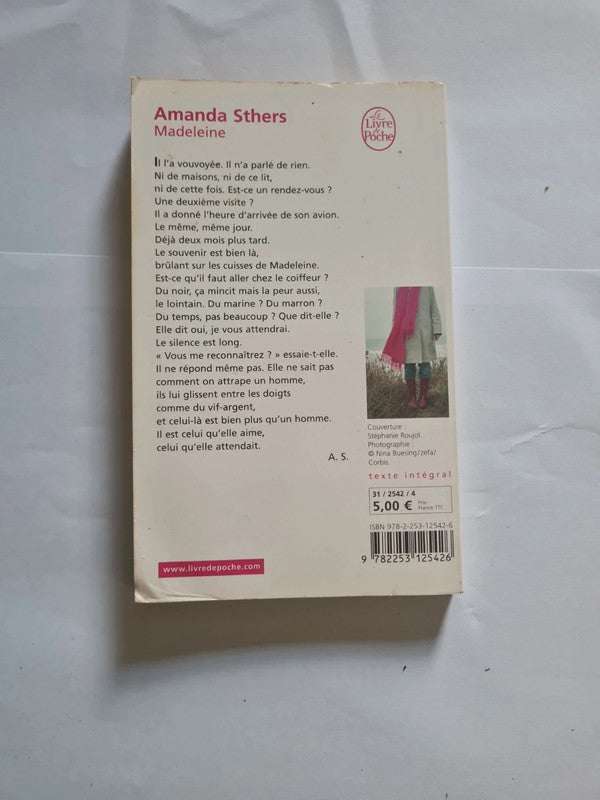 Amanda Sthers
Madeleine
Le
Livre
de
Poche
Il l'a vouvoyée. Il n'a parlé de rien.
Ni de maisons, ni de ce lit,
ni de cette fois. Est-ce un rendez-vous ?
Une deuxième visite ?
Il a donné l'heure d'arrivée de son avion.
Le même, même jour.
Déjà deux mois plus tard.
Le souvenir est bien là,
brûlant sur les cuisses de Madeleine.
Est-ce qu'il faut aller chez le coiffeur ?
Du noir, ça mincit mais la peur aussi,
le lointain. Du marine ? Du marron ?
Du temps, pas beaucoup ? Que dit-elle ?
Elle dit oui, je vous attendrai.
Le silence est long.
« Vous me reconnaîtrez ? » essaie-t-elle.
Il ne répond même pas. Elle ne sait pas
comment on attrape un homme,
ils lui glissent entre les doigts
comme du vif-argent,
et celui-là est bien plus qu'un homme.
Il est celui qu'elle aime,
celui qu'elle attendait.
A. S.
Couverture :
Stéphanie Roujol.
Photographie :
© Nina Buesing/zefa/
Corbis.
texte intégral
31 / 2542 / 4
5,00 € Prix
France TTC
ISBN 978-2-253-12542-6
9 782253 125426
www.livredepoche.com